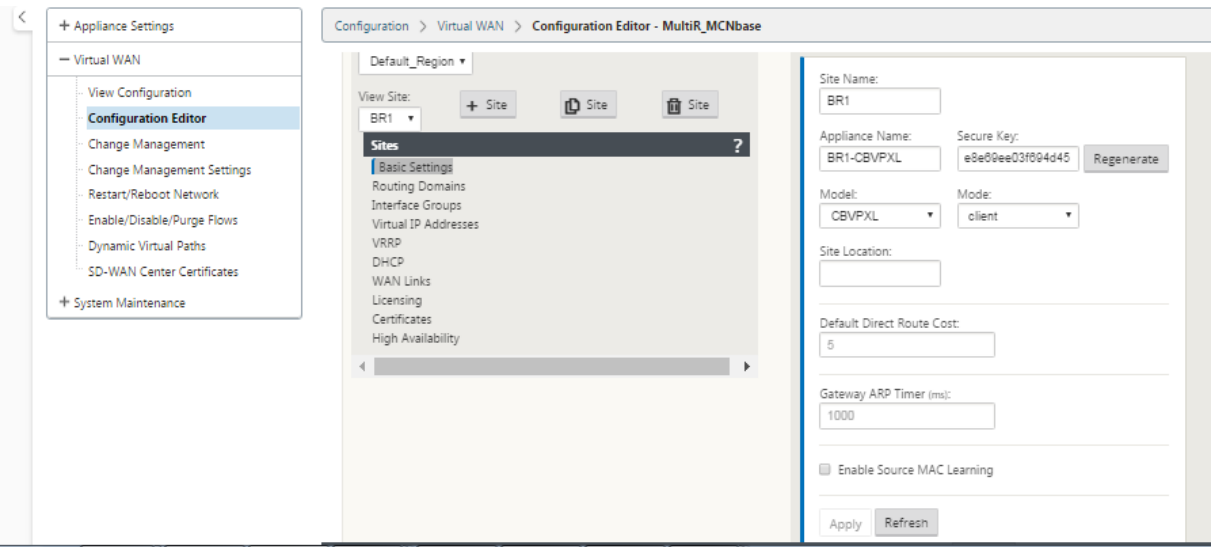 + Appliance Settings
− Virtual WAN
View Configuration
Configuration Editor
Change Management
Change Management Settings
Restart/Reboot Network
Enable/Disable/Purge Flows
Dynamic Virtual Paths
SD-WAN Center Certificates
+ System Maintenance
Configuration > Virtual WAN > Configuration Editor - MultiR_MCNbase
Default_Region
View Site:
BR1
+ Site
Site
Site
Sites ?
Basic Settings
Routing Domains
Interface Groups
Virtual IP Addresses
VRRP
DHCP
WAN Links
Licensing
Certificates
High Availability
Site Name:
BR1
Appliance Name: Secure Key:
BR1-CBVPXL e8e69ee03f694d45 Regenerate
Model: Mode:
CBVPXL client
Site Location:
Default Direct Route Cost:
5
Gateway ARP Timer (ms):
1000
Enable Source MAC Learning
Apply Refresh